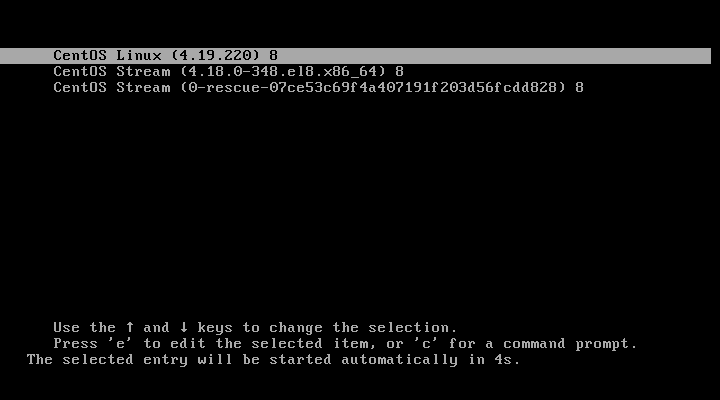 CentOS Linux (4.19.220) 8
CentOS Stream (4.18.0-348.el8.x86_64) 8
CentOS Stream (0-rescue-07ce53c69f4a407191f203d56fcdd828) 8
Use the ↑ and ↓ keys to change the selection.
Press 'e' to edit the selected item, or 'c' for a command prompt.
The selected entry will be started automatically in 4s.